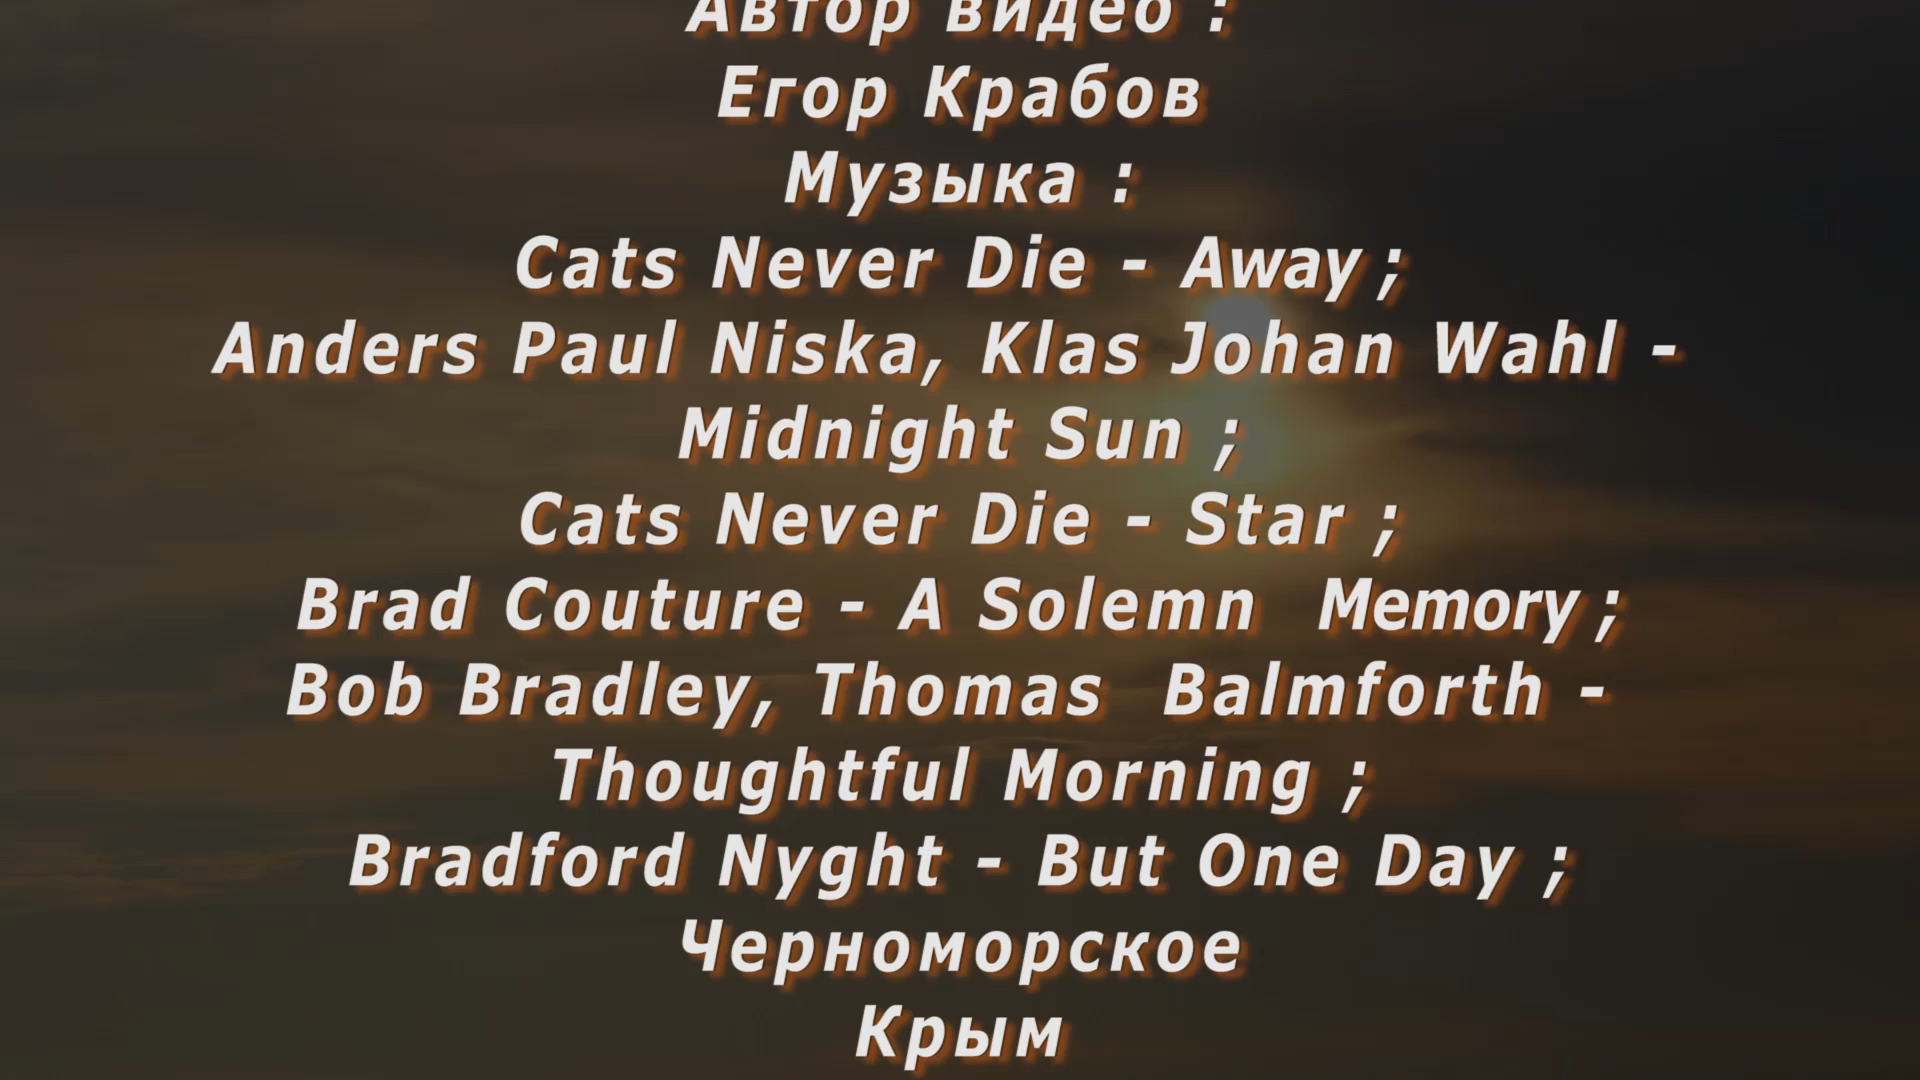 Автор видео :
Егор Крабов
Музыка :
Cats Never Die - Away ;
Anders Paul Niska, Klas Johan Wahl -
Midnight Sun ;
Cats Never Die - Star ;
Brad Couture - A Solemn Memory ;
Bob Bradley, Thomas Balmforth -
Thoughtful Morning ;
Bradford Nyght - But One Day ;
Черноморское
Крым